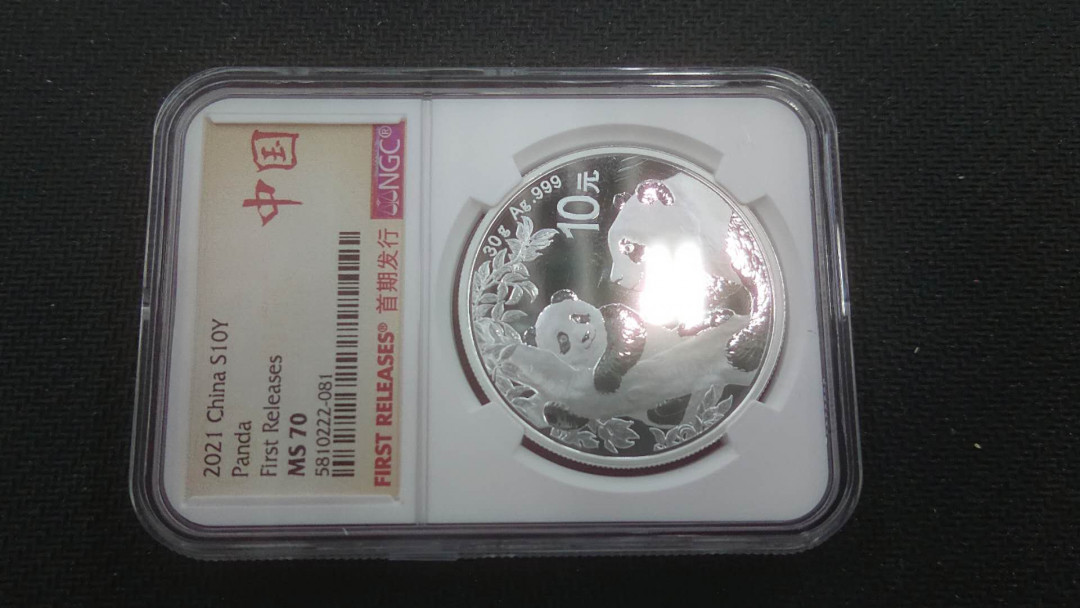 中国
NGC®
2021 China S10Y
Panda
First Releases
MS 70
5810222-081
FIRST RELEASES® 首期发行
30g Ag.999
10元